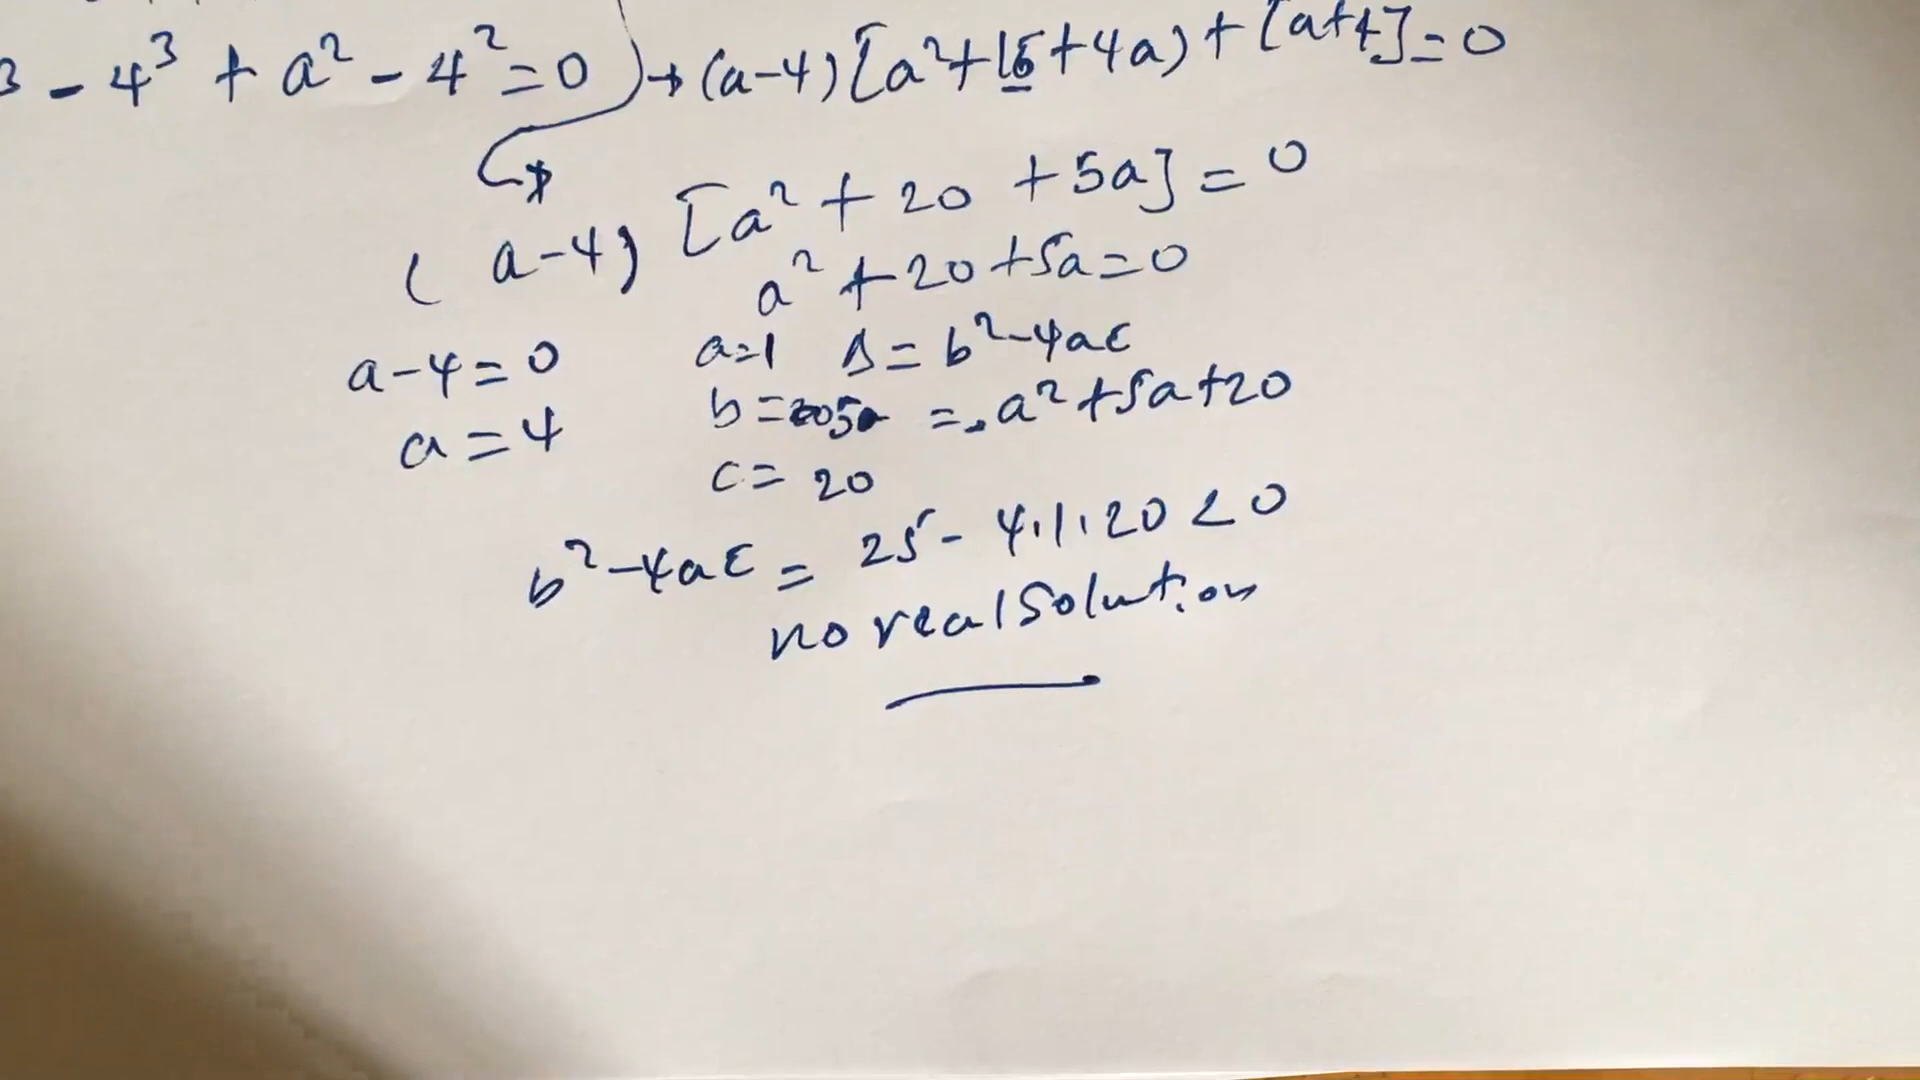 3 - 4³ + a² - 4² = 0 → (a-4)[a²+16+4a) + [a+4] = 0
(a-4) [a² + 20 + 5a] = 0
a² + 20 + 5a = 0
a-4=0 a=1 Δ = b²-4ac
a = 4 b = 5 = a² + 5a + 20
c = 20
b² - 4ac = 25 - 4.1.20 < 0
no real solution